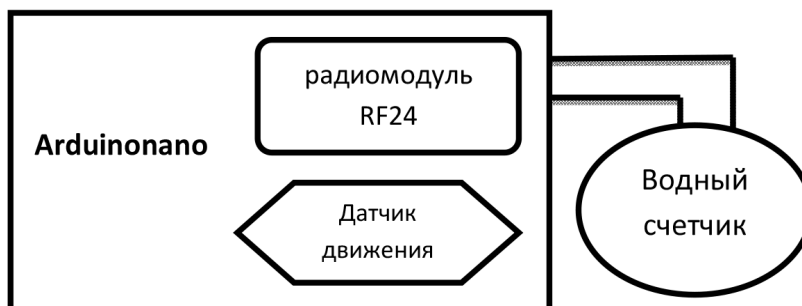 радиомодуль
RF24
Arduinonano
Датчик
движения
Водный
счетчик